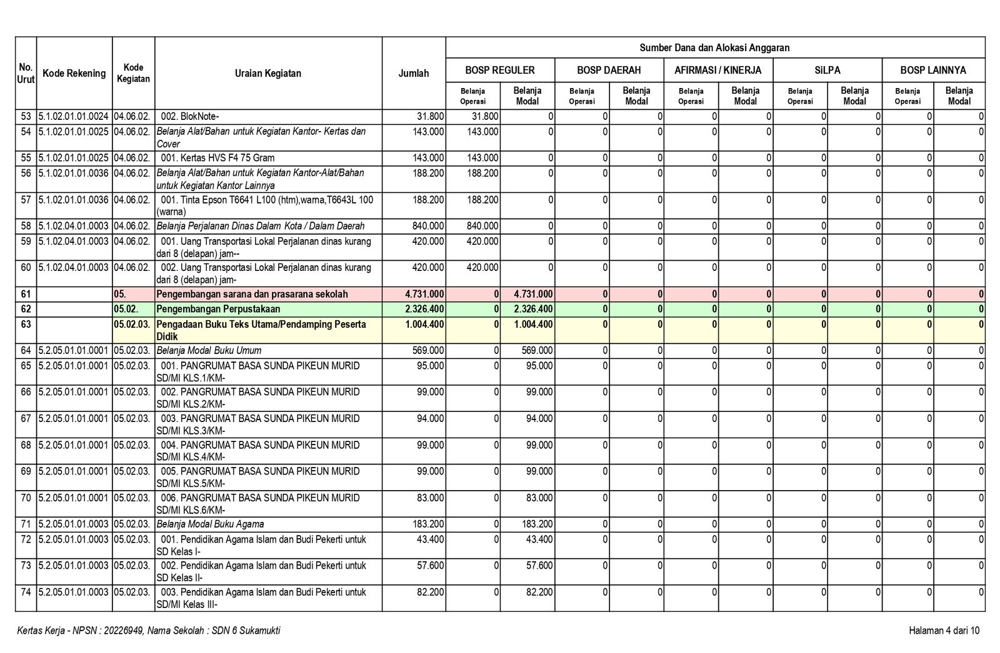 Sumber Dana dan Alokasi Anggaran
No. Urut Kode Rekening Kode Kegiatan Uraian Kegiatan Jumlah BOSP REGULER BOSP DAERAH AFIRMASI / KINERJA SiLPA BOSP LAINNYA
Belanja Operasi Belanja Modal Belanja Operasi Belanja Modal Belanja Operasi Belanja Modal Belanja Operasi Belanja Modal Belanja Operasi Belanja Modal
53 5.1.02.01.01.0024 04.06.02. 002. BlokNote- 31.800 31.800 0 0 0 0 0 0 0 0 0
54 5.1.02.01.01.0025 04.06.02. Belanja Alat/Bahan untuk Kegiatan Kantor- Kertas dan 143.000 143.000 0 0 0 0 0 0 0 0 0
Cover
55 5.1.02.01.01.0025 04.06.02. 001. Kertas HVS F4 75 Gram 143.000 143.000 0 0 0 0 0 0 0 0 0
56 5.1.02.01.01.0036 04.06.02. Belanja Alat/Bahan untuk Kegiatan Kantor-Alat/Bahan 188.200 188.200 0 0 0 0 0 0 0 0 0
untuk Kegiatan Kantor Lainnya
57 5.1.02.01.01.0036 04.06.02. 001. Tinta Epson T6641 L100 (htm),warna,T6643L 100 188.200 188.200 0 0 0 0 0 0 0 0 0
(warna)
58 5.1.02.04.01.0003 04.06.02. Belanja Perjalanan Dinas Dalam Kota / Dalam Daerah 840.000 840.000 0 0 0 0 0 0 0 0 0
59 5.1.02.04.01.0003 04.06.02. 001. Uang Transportasi Lokal Perjalanan dinas kurang 420.000 420.000 0 0 0 0 0 0 0 0 0
dari 8 (delapan) jam--
60 5.1.02.04.01.0003 04.06.02. 002. Uang Transportasi Lokal Perjalanan dinas kurang 420.000 420.000 0 0 0 0 0 0 0 0 0
dari 8 (delapan) jam-
61 05. Pengembangan sarana dan prasarana sekolah 4.731.000 0 4.731.000 0 0 0 0 0 0 0 0
62 05.02. Pengembangan Perpustakaan 2.326.400 0 2.326.400 0 0 0 0 0 0 0 0
63 05.02.03. Pengadaan Buku Teks Utama/Pendamping Peserta 1.004.400 0 1.004.400 0 0 0 0 0 0 0 0
Didik
64 5.2.05.01.01.0001 05.02.03. Belanja Modal Buku Umum 569.000 0 569.000 0 0 0 0 0 0 0 0
65 5.2.05.01.01.0001 05.02.03. 001. PANGRUMAT BASA SUNDA PIKEUN MURID 95.000 0 95.000 0 0 0 0 0 0 0 0
SD/MI KLS.1/KM-
66 5.2.05.01.01.0001 05.02.03. 002. PANGRUMAT BASA SUNDA PIKEUN MURID 99.000 0 99.000 0 0 0 0 0 0 0 0
SD/MI KLS.2/KM-
67 5.2.05.01.01.0001 05.02.03. 003. PANGRUMAT BASA SUNDA PIKEUN MURID 94.000 0 94.000 0 0 0 0 0 0 0 0
SD/MI KLS.3/KM-
68 5.2.05.01.01.0001 05.02.03. 004. PANGRUMAT BASA SUNDA PIKEUN MURID 99.000 0 99.000 0 0 0 0 0 0 0 0
SD/MI KLS.4/KM-
69 5.2.05.01.01.0001 05.02.03. 005. PANGRUMAT BASA SUNDA PIKEUN MURID 99.000 0 99.000 0 0 0 0 0 0 0 0
SD/MI KLS.5/KM-
70 5.2.05.01.01.0001 05.02.03. 006. PANGRUMAT BASA SUNDA PIKEUN MURID 83.000 0 83.000 0 0 0 0 0 0 0 0
SD/MI KLS.6/KM-
71 5.2.05.01.01.0003 05.02.03. Belanja Modal Buku Agama 183.200 0 183.200 0 0 0 0 0 0 0 0
72 5.2.05.01.01.0003 05.02.03. 001. Pendidikan Agama Islam dan Budi Pekerti untuk 43.400 0 43.400 0 0 0 0 0 0 0 0
SD Kelas I-
73 5.2.05.01.01.0003 05.02.03. 002. Pendidikan Agama Islam dan Budi Pekerti untuk 57.600 0 57.600 0 0 0 0 0 0 0 0
SD Kelas II-
74 5.2.05.01.01.0003 05.02.03. 003. Pendidikan Agama Islam dan Budi Pekerti untuk 82.200 0 82.200 0 0 0 0 0 0 0 0
SD/MI Kelas III-
Kertas Kerja - NPSN : 20226949, Nama Sekolah : SDN 6 Sukamukti Halaman 4 dari 10